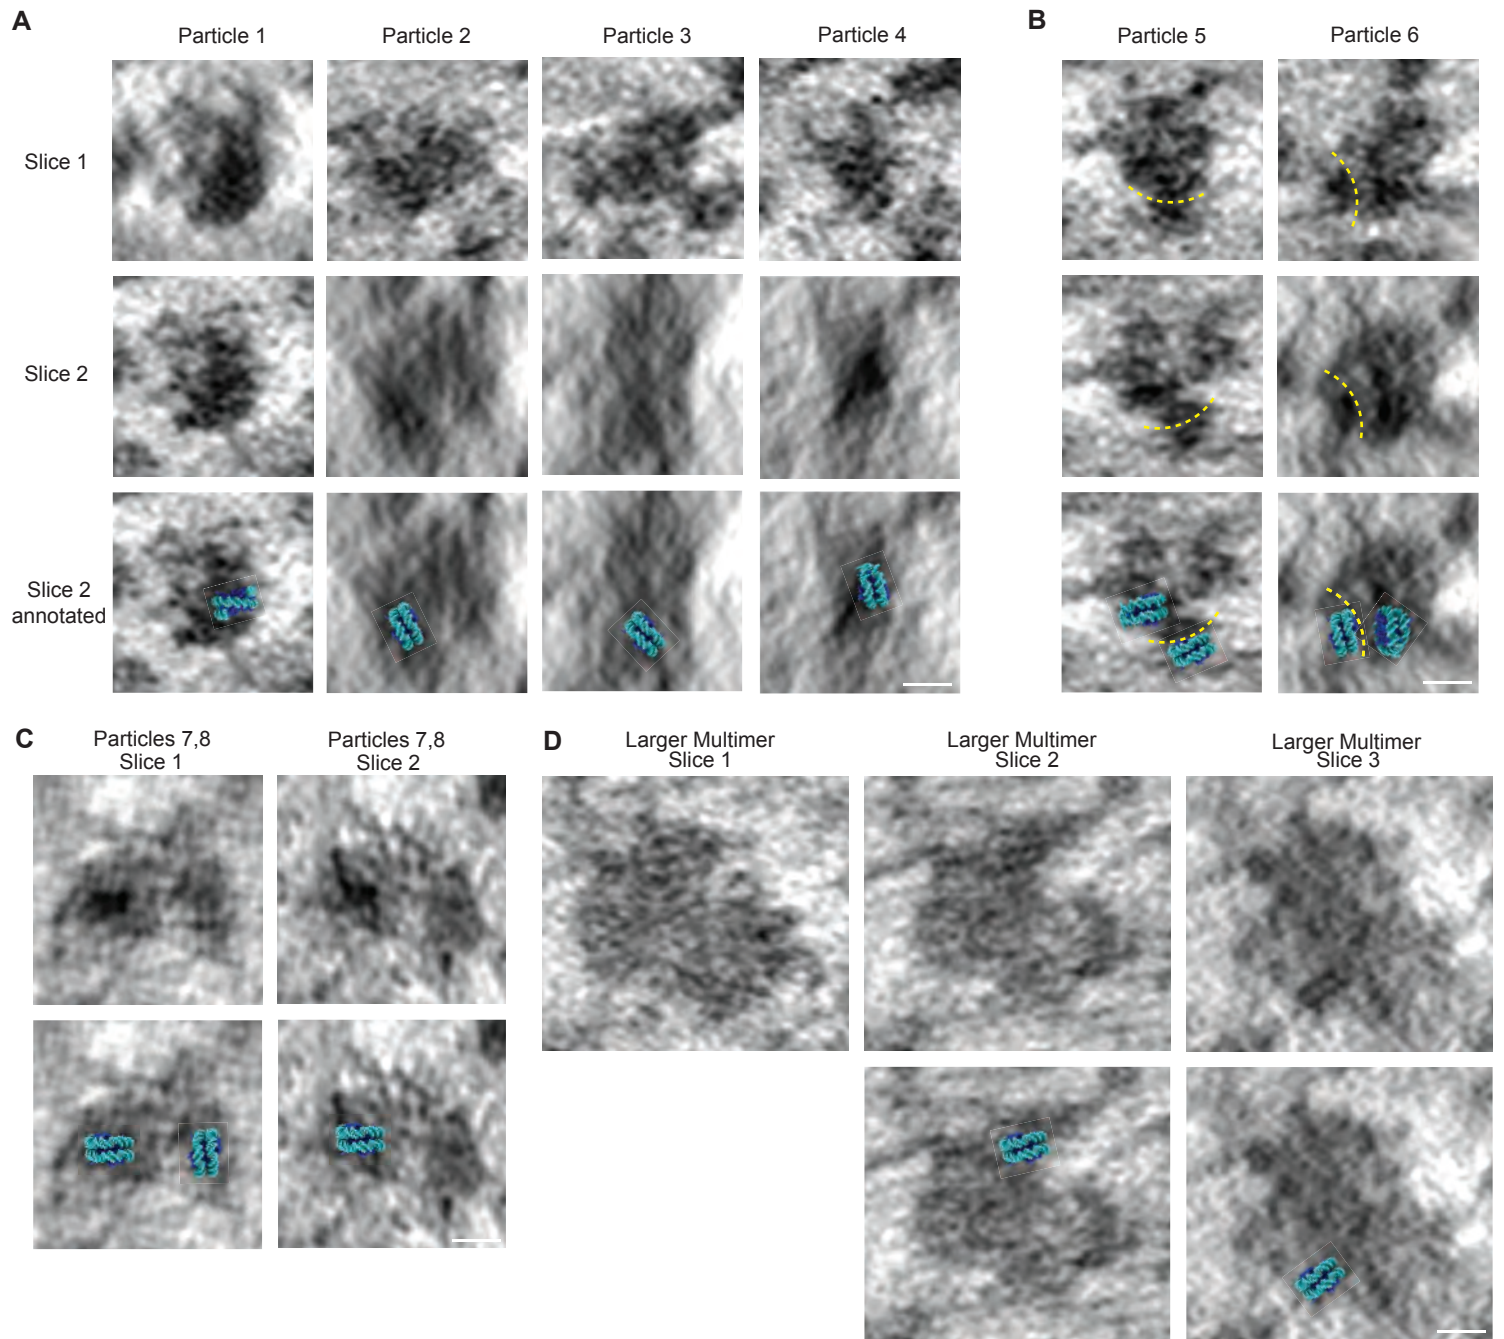 A
Particle 1
Particle 2
Particle 3
Particle 4
B
Particle 5
Particle 6
Slice 1
Slice 2
Slice 2
annotated
C
Particles 7,8
Slice 1
Particles 7,8
Slice 2
D
Larger Multimer
Slice 1
Larger Multimer
Slice 2
Larger Multimer
Slice 3